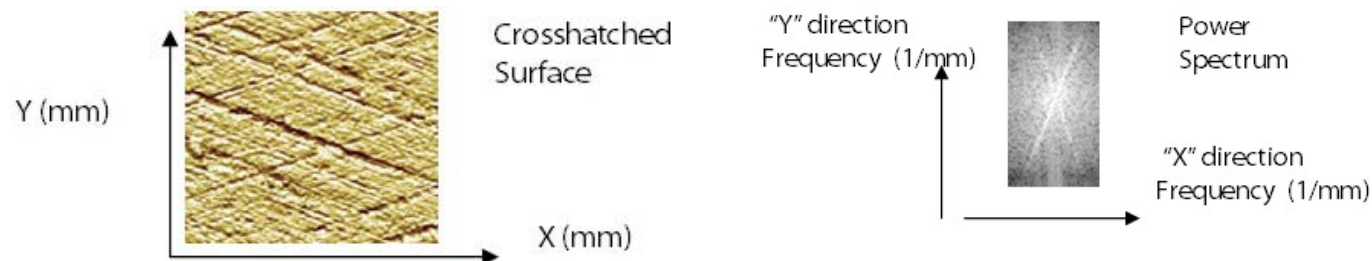 Y (mm)
Crosshatched
Surface
X (mm)
“Y” direction
Frequency (1/mm)
Power
Spectrum
“X” direction
Frequency (1/mm)